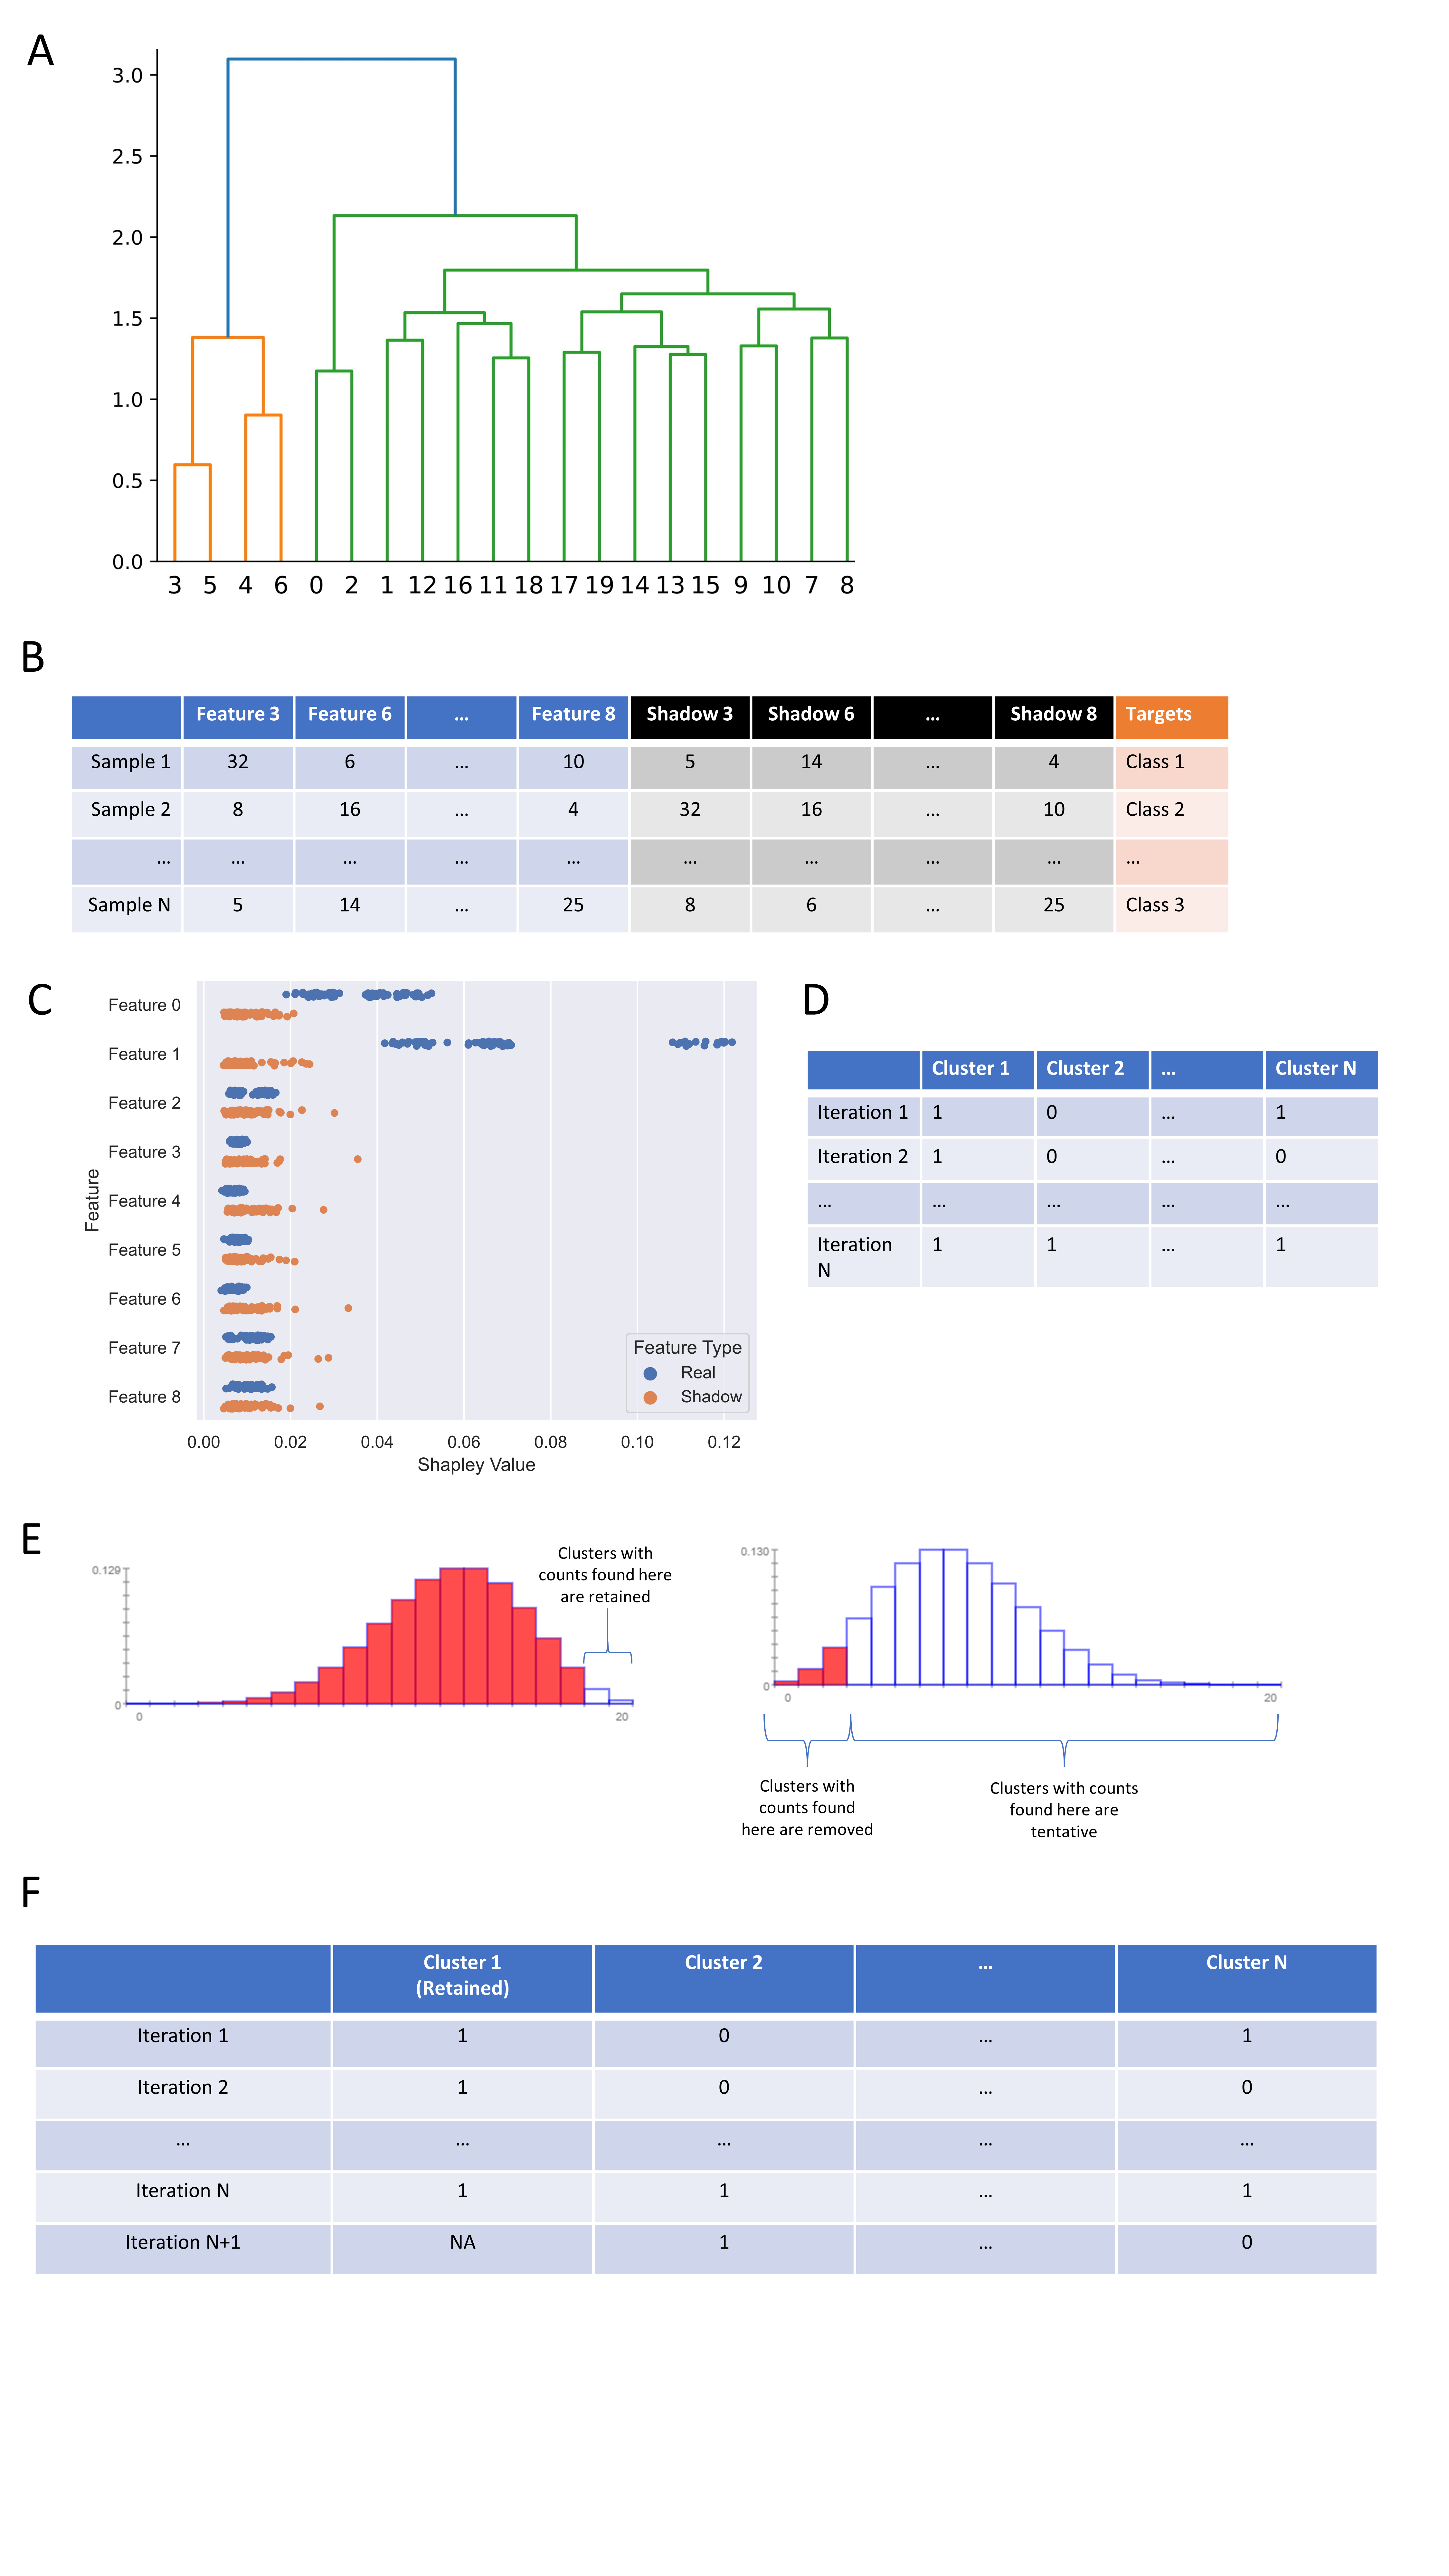 A
3.0
2.5
2.0
1.5
1.0
0.5
0.0
3 5 4 6 0 2 1 12 16 11 18 17 19 14 13 15 9 10 7 8
B
Feature 3 Feature 6 ... Feature 8 Shadow 3 Shadow 6 ... Shadow 8 Targets
Sample 1 32 6 ... 10 5 14 ... 4 Class 1
Sample 2 8 16 ... 4 32 16 ... 10 Class 2
... ... ... ... ... ... ... ... ... ...
Sample N 5 14 ... 25 8 6 ... 25 Class 3
C
Feature
Feature 0
Feature 1
Feature 2
Feature 3
Feature 4
Feature 5
Feature 6
Feature 7
Feature 8
Feature Type
Real
Shadow
0.00 0.02 0.04 0.06 0.08 0.10 0.12
Shapley Value
D
Cluster 1 Cluster 2 ... Cluster N
Iteration 1 1 0 ... 1
Iteration 2 1 0 ... 0
... ... ... ... ...
Iteration 1 1 ... 1
N
E
0.129
0
0 20
Clusters with
counts found here
are retained
0.130
0
0 20
Clusters with
counts found
here are removed
Clusters with counts
found here are
tentative
F
Cluster 1 Cluster 2 ... Cluster N
(Retained)
Iteration 1 1 0 ... 1
Iteration 2 1 0 ... 0
... ... ... ... ...
Iteration N 1 1 ... 1
Iteration N+1 NA 1 ... 0